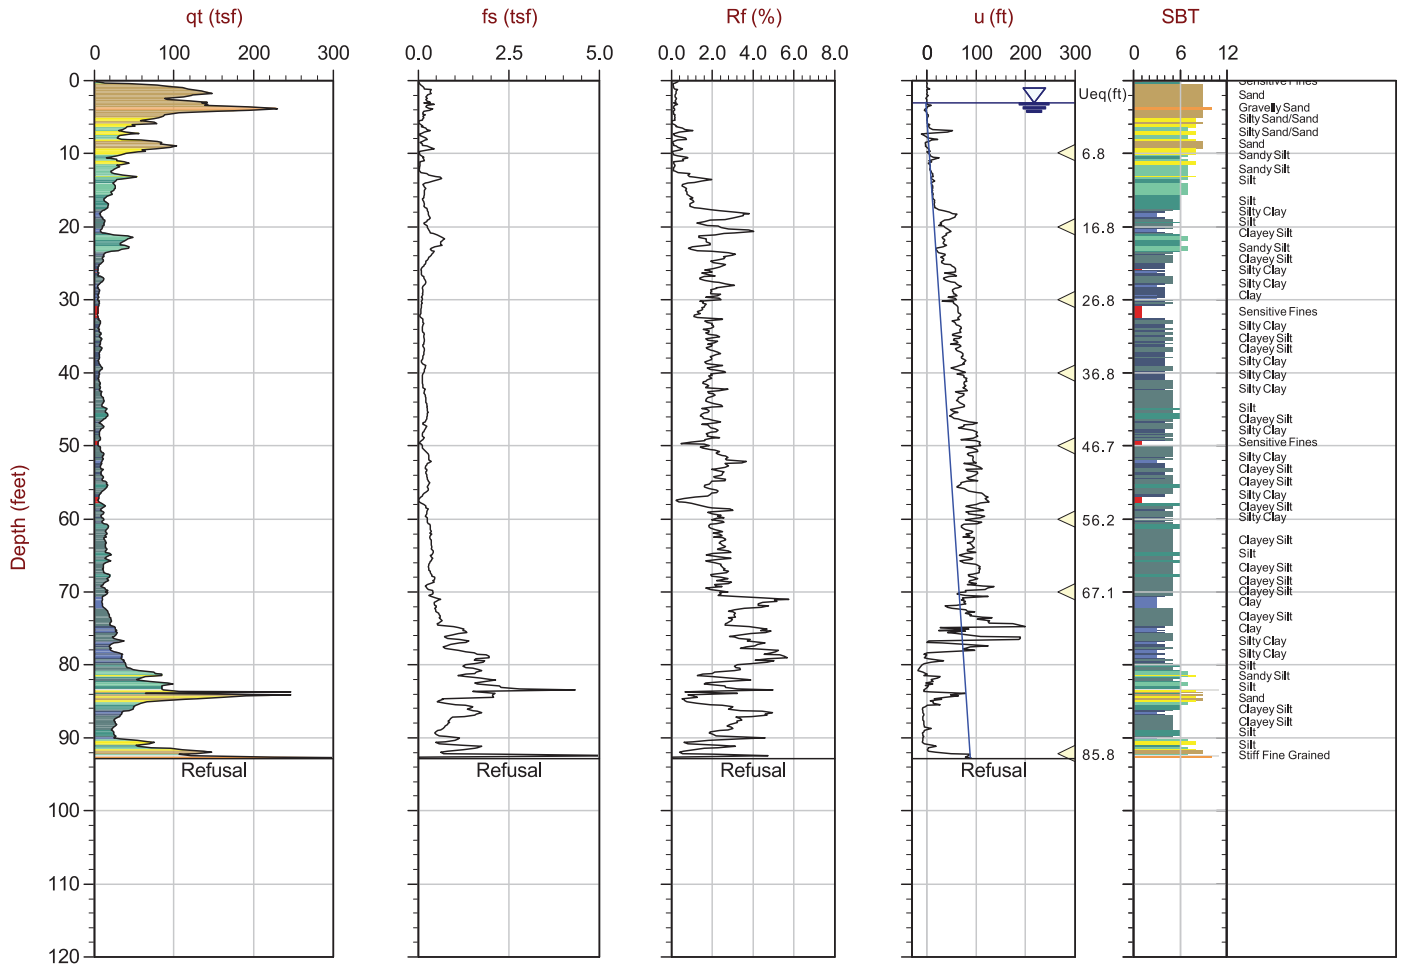 qt (tsf) fs (tsf) Rf (%) u (ft) SBT
0 100 200 300 0.0 2.5 5.0 0.0 2.0 4.0 6.0 8.0 0 100 200 300 0 6 12
Depth (feet)
0
10
20
30
40
50
60
70
80
90
100
110
120
Ueq(ft)
6.8
16.8
26.8
36.8
46.7
56.2
67.1
85.8
Refusal Refusal Refusal Refusal
Sensitive Fines
Sand
Gravelly Sand
Silty Sand/Sand
Silty Sand/Sand
Sand
Sandy Silt
Sandy Silt
Silt
Silt
Silty Clay
Silt
Clayey Silt
Sandy Silt
Clayey Silt
Silty Clay
Silty Clay
Clay
Sensitive Fines
Silty Clay
Clayey Silt
Clayey Silt
Silty Clay
Silty Clay
Silty Clay
Silt
Clayey Silt
Silty Clay
Sensitive Fines
Silty Clay
Clayey Silt
Clayey Silt
Silty Clay
Clayey Silt
Silty Clay
Clayey Silt
Silt
Clayey Silt
Clayey Silt
Clayey Silt
Clay
Clayey Silt
Clay
Silty Clay
Silty Clay
Silt
Sandy Silt
Silt
Sand
Clayey Silt
Clayey Silt
Silt
Silt
Stiff Fine Grained